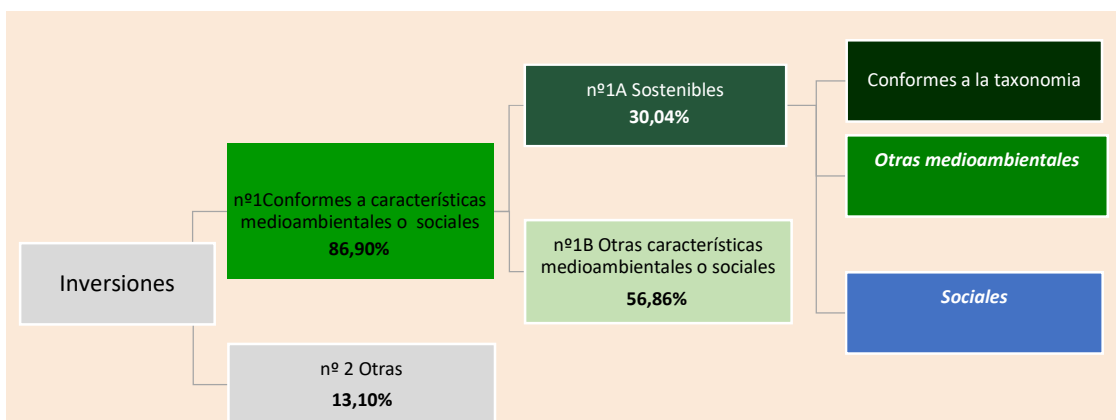 Inversiones
nº1Conformes a características
medioambientales o sociales
86,90%
nº 2 Otras
13,10%
nº1A Sostenibles
30,04%
nº1B Otras características
medioambientales o sociales
56,86%
Conformes a la taxonomia
Otras medioambientales
Sociales